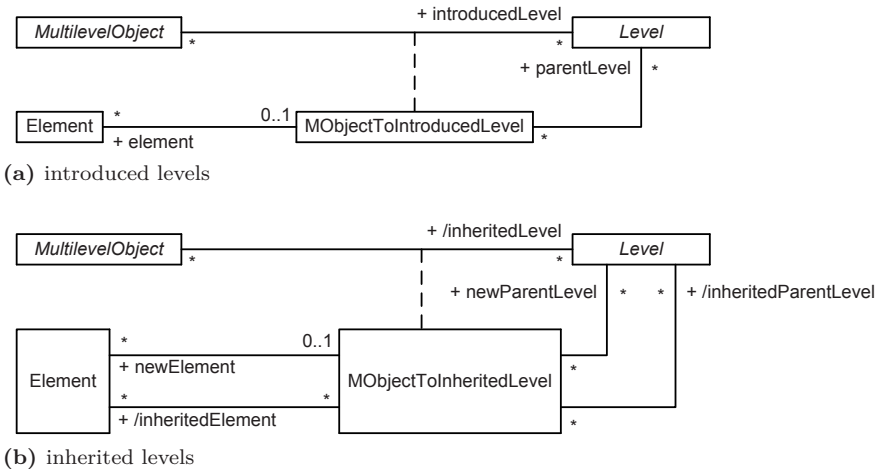 + introducedLevel
MultilevelObject
Level
*
*
+ parentLevel
*
*
0..1
Element
MObjectToIntroducedLevel
+ element
*
(a) introduced levels
+ /inheritedLevel
MultilevelObject
Level
*
*
+ newParentLevel
*
*
+ /inheritedParentLevel
*
0..1
+ newElement
*
Element
MObjectToInheritedLevel
*
*
+ /inheritedElement
*
(b) inherited levels